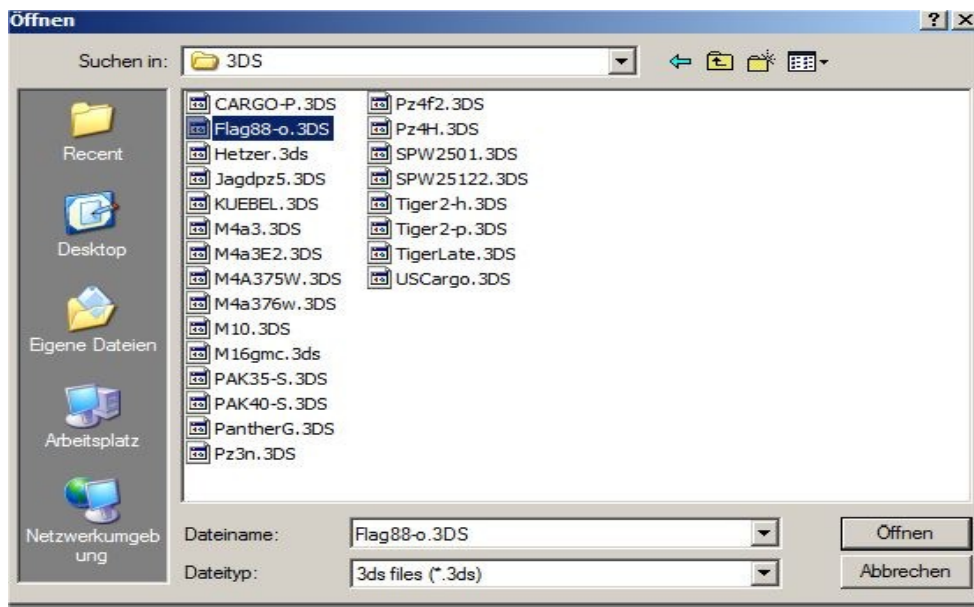 Öffnen
Suchen in: 3DS
Recent
Desktop
Eigene Dateien
Arbeitsplatz
Netzwerkumgeb
ung
CARGO-P.3DS
Flag88-o.3DS
Hetzer.3ds
Jagdpz5.3DS
KUEBEL.3DS
M4a3.3DS
M4a3E2.3DS
M4A375W.3DS
M4a376w.3DS
M10.3DS
M16gmc.3ds
PAK35-S.3DS
PAK40-S.3DS
PantherG.3DS
Pz3n.3DS
Pz4f2.3DS
Pz4H.3DS
SPW2501.3DS
SPW25122.3DS
Tiger2-h.3DS
Tiger2-p.3DS
TigerLate.3DS
USCargo.3DS
Dateiname: Flag88-o.3DS Öffnen
Dateityp: 3ds files (*.3ds) Abbrechen